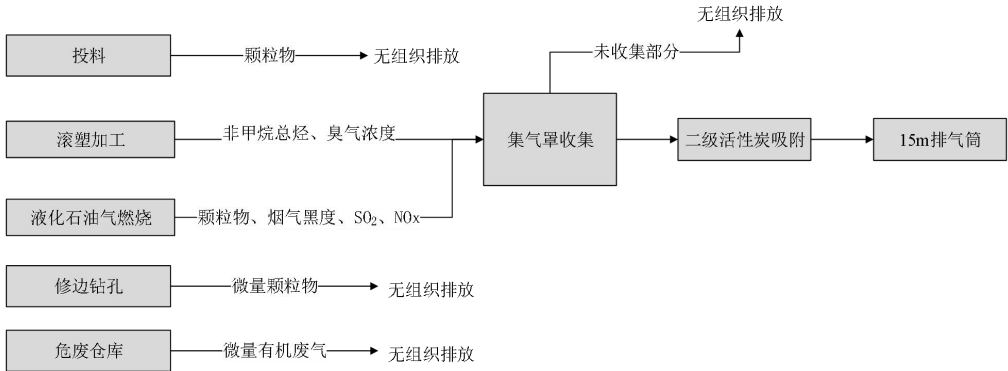 无组织排放
投料
颗粒物
无组织排放
未收集部分
滚塑加工
非甲烷总烃、臭气浓度
集气罩收集
二级活性炭吸附
15m排气筒
液化石油气燃烧
颗粒物、烟气黑度、SO₂、NOx
修边钻孔
微量颗粒物
无组织排放
危废仓库
微量有机废气
无组织排放